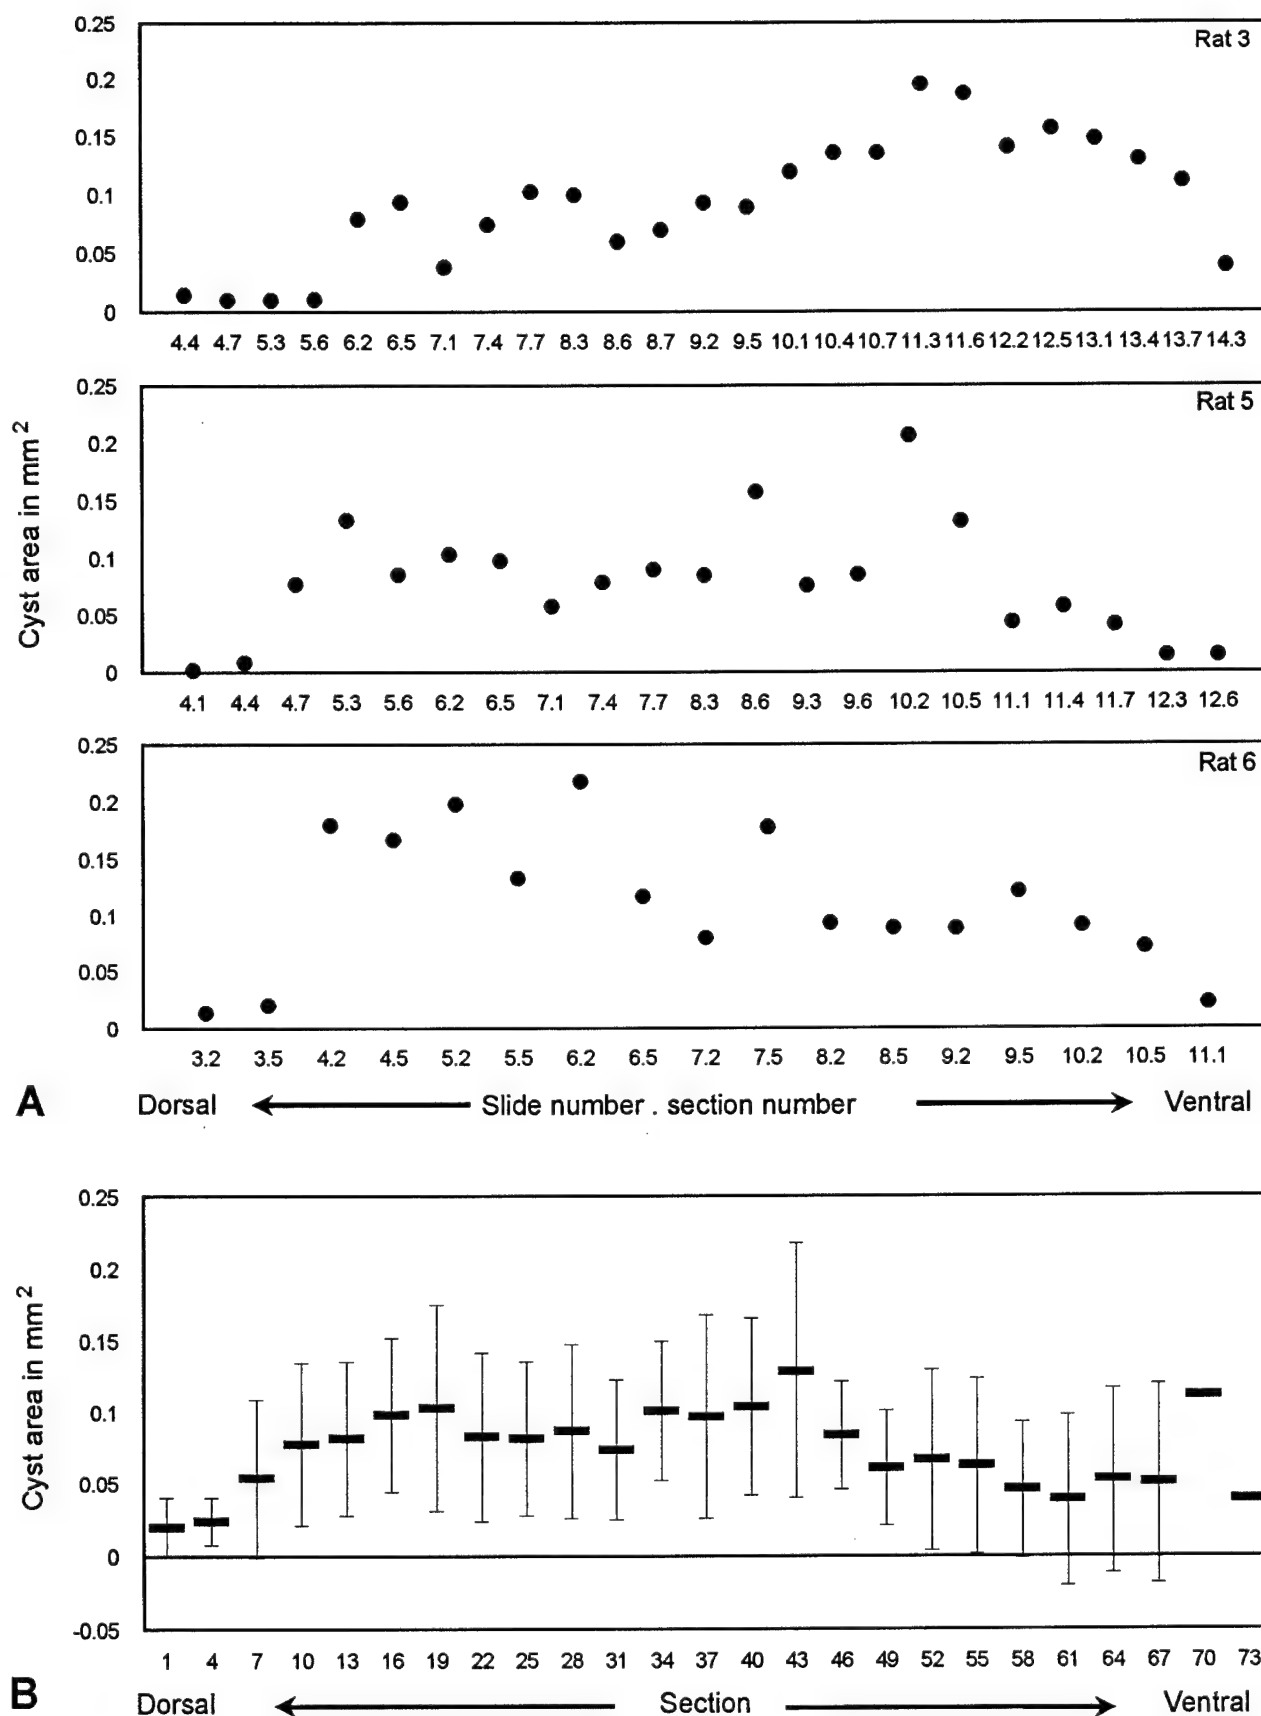 0.25
Rat 3
0.2
0.15
0.1
0.05
0
4.4 4.7 5.3 5.6 6.2 6.5 7.1 7.4 7.7 8.3 8.6 8.7 9.2 9.5 10.1 10.4 10.7 11.3 11.6 12.2 12.5 13.1 13.4 13.7 14.3
0.25
Rat 5
0.2
0.15
0.1
0.05
0
4.1 4.4 4.7 5.3 5.6 6.2 6.5 7.1 7.4 7.7 8.3 8.6 9.3 9.6 10.2 10.5 11.1 11.4 11.7 12.3 12.6
Cyst area in mm²
0.25
Rat 6
0.2
0.15
0.1
0.05
0
3.2 3.5 4.2 4.5 5.2 5.5 6.2 6.5 7.2 7.5 8.2 8.5 9.2 9.5 10.2 10.5 11.1
A Dorsal Slide number . section number Ventral
0.25
0.2
0.15
0.1
0.05
0
-0.05
Cyst area in mm²
1 4 7 10 13 16 19 22 25 28 31 34 37 40 43 46 49 52 55 58 61 64 67 70 73
B Dorsal Section Ventral